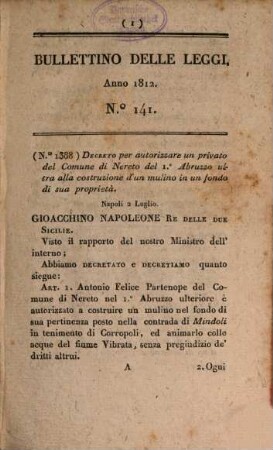 ( 1 )
BULLETTINO DELLE LEGGI.
Anno 1812.
N.º 141.
(N.º 1388) DECRETO per autorizzare un privato
del Comune di Nereto del 1.º Abruzzo ul-
tra alla costruzione d'un mulino in un fondo
di sua proprietà.
Napoli 2 Luglio.
GIOACCHINO NAPOLEONE RE DELLE DUE
SICILIE.
Visto il rapporto del nostro Ministro dell'
interno;
Abbiamo DECRETATO e DECRETIAMO quanto
siegue:
ART. 1. Antonio Felice Partenope del Co-
mune di Nereto nel 1.º Abruzzo ulteriore è
autorizzato a costruire un mulino nel fondo di
sua pertinenza posto nella contrada di Mindoli
in tenimento di Corropoli, ed animarlo collo
acque del fiume Vibrata, senza pregiudizio de'
dritti altrui.
A 2. Ogni